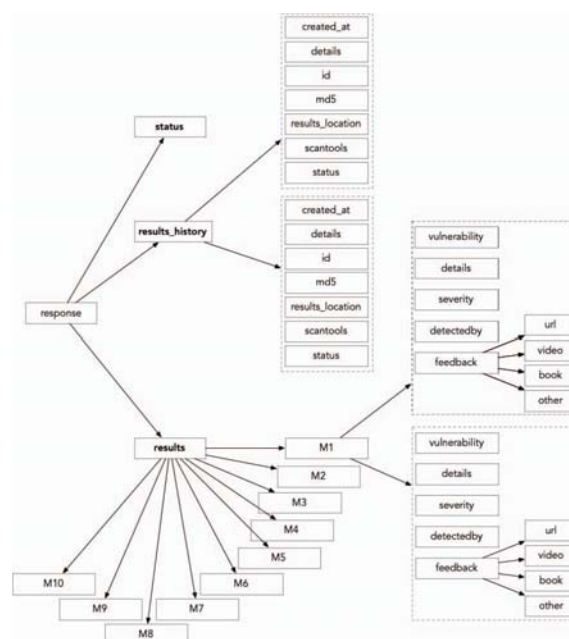 created_at
details
id
md5
results_location
scantools
status
status
results_history
created_at
details
id
md5
results_location
scantools
status
response
vulnerability
details
severity
detectedby
feedback
url
video
book
other
results
M1
M2
M3
M4
M5
M6
M7
M8
M9
M10
vulnerability
details
severity
detectedby
feedback
url
video
book
other